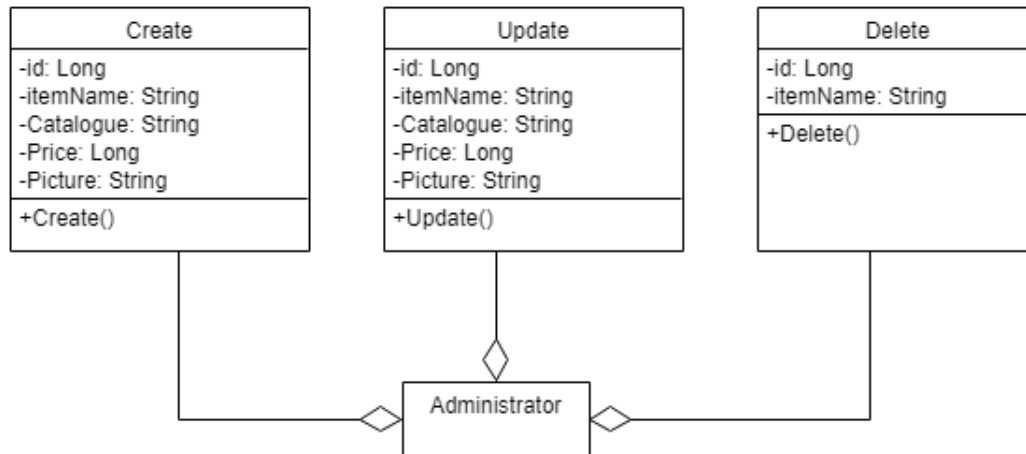 Create
-id: Long
-itemName: String
-Catalogue: String
-Price: Long
-Picture: String
+Create()
Update
-id: Long
-itemName: String
-Catalogue: String
-Price: Long
-Picture: String
+Update()
Delete
-id: Long
-itemName: String
+Delete()
Administrator